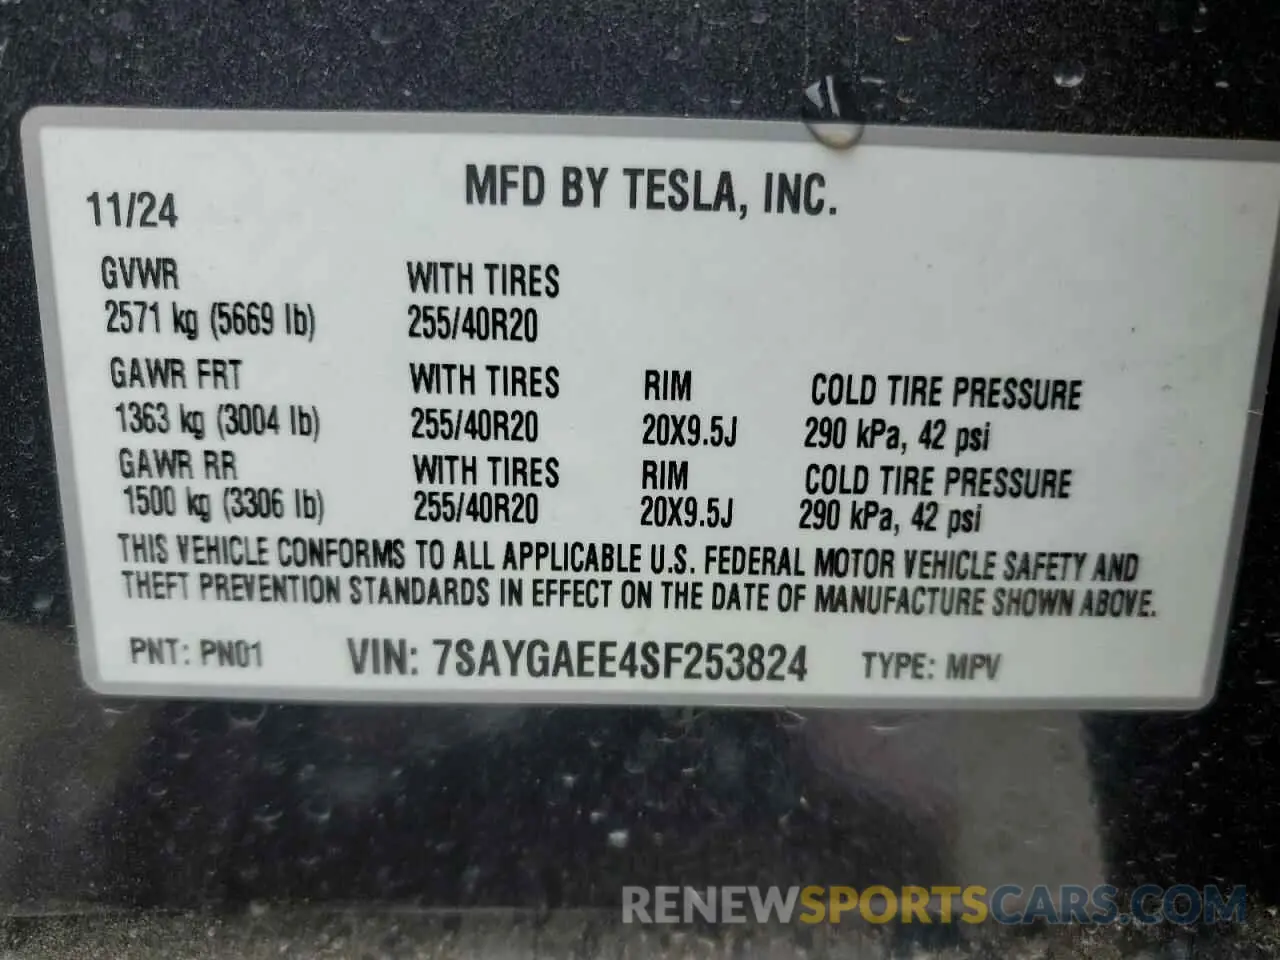 MFD BY TESLA, INC.
11/24
GVWR WITH TIRES
2571 kg (5669 lb) 255/40R20
GAWR FRT WITH TIRES RIM COLD TIRE PRESSURE
1363 kg (3004 lb) 255/40R20 20X9.5J 290 kPa, 42 psi
GAWR RR WITH TIRES RIM COLD TIRE PRESSURE
1500 kg (3306 lb) 255/40R20 20X9.5J 290 kPa, 42 psi
THIS VEHICLE CONFORMS TO ALL APPLICABLE U.S. FEDERAL MOTOR VEHICLE SAFETY AND
THEFT PREVENTION STANDARDS IN EFFECT ON THE DATE OF MANUFACTURE SHOWN ABOVE.
PNT: PN01 VIN: 7SAYGAEE4SF253824 TYPE: MPV
RENEWSPORTSCARS.COM